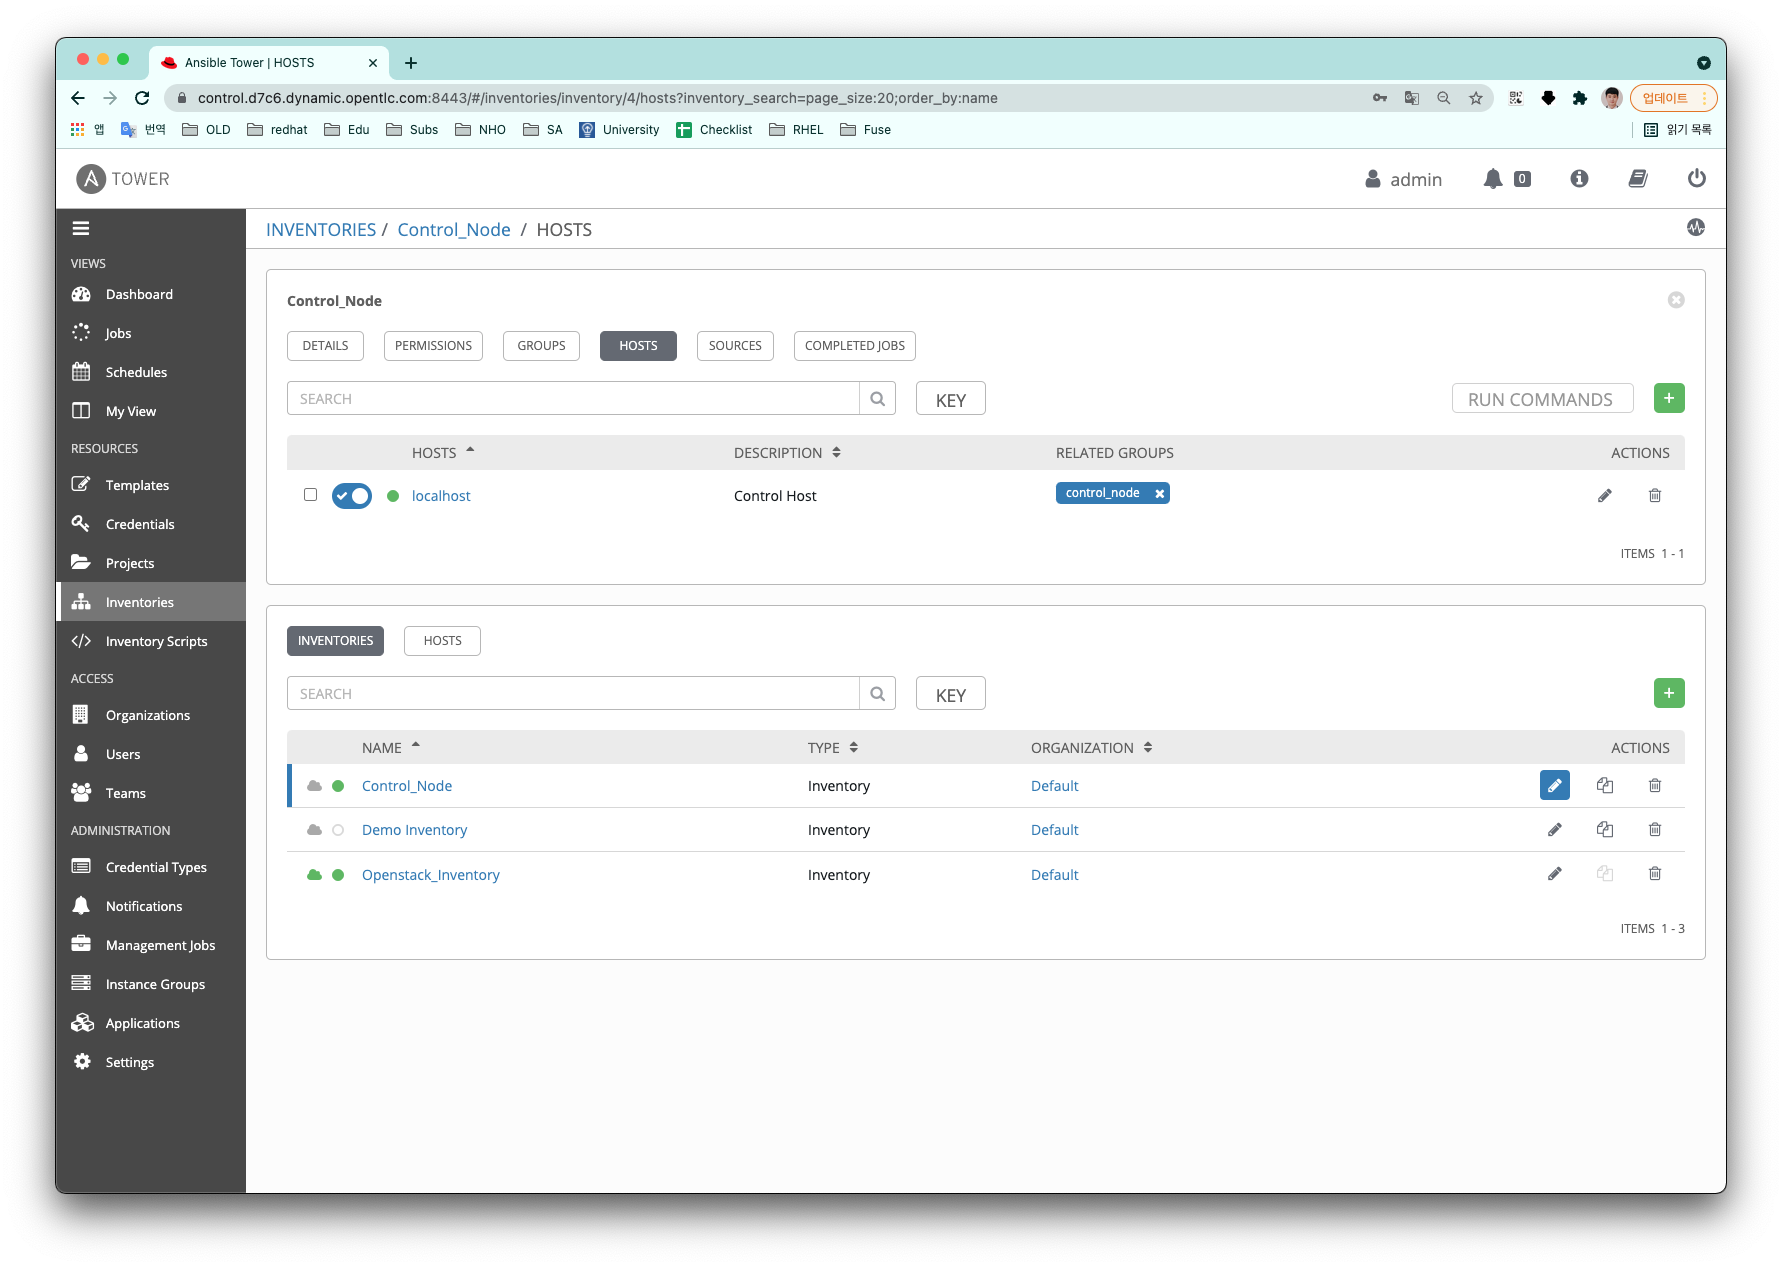 Ansible Tower | HOSTS
control.d7c6.dynamic.opentlc.com:8443/#/inventories/inventory/4/hosts?inventory_search=page_size:20;order_by:name
업데이트
앱 번역 OLD redhat Edu Subs NHO SA University Checklist RHEL Fuse 읽기 목록
TOWER
admin 0
INVENTORIES / Control_Node / HOSTS
VIEWS
Dashboard
Jobs
Schedules
My View
RESOURCES
Templates
Credentials
Projects
Inventories
Inventory Scripts
ACCESS
Organizations
Users
Teams
ADMINISTRATION
Credential Types
Notifications
Management Jobs
Instance Groups
Applications
Settings
Control_Node
DETAILS PERMISSIONS GROUPS HOSTS SOURCES COMPLETED JOBS
SEARCH KEY RUN COMMANDS
HOSTS DESCRIPTION RELATED GROUPS ACTIONS
localhost Control Host control_node
ITEMS 1 - 1
INVENTORIES HOSTS
SEARCH KEY
NAME TYPE ORGANIZATION ACTIONS
Control_Node Inventory Default
Demo Inventory Inventory Default
Openstack_Inventory Inventory Default
ITEMS 1 - 3